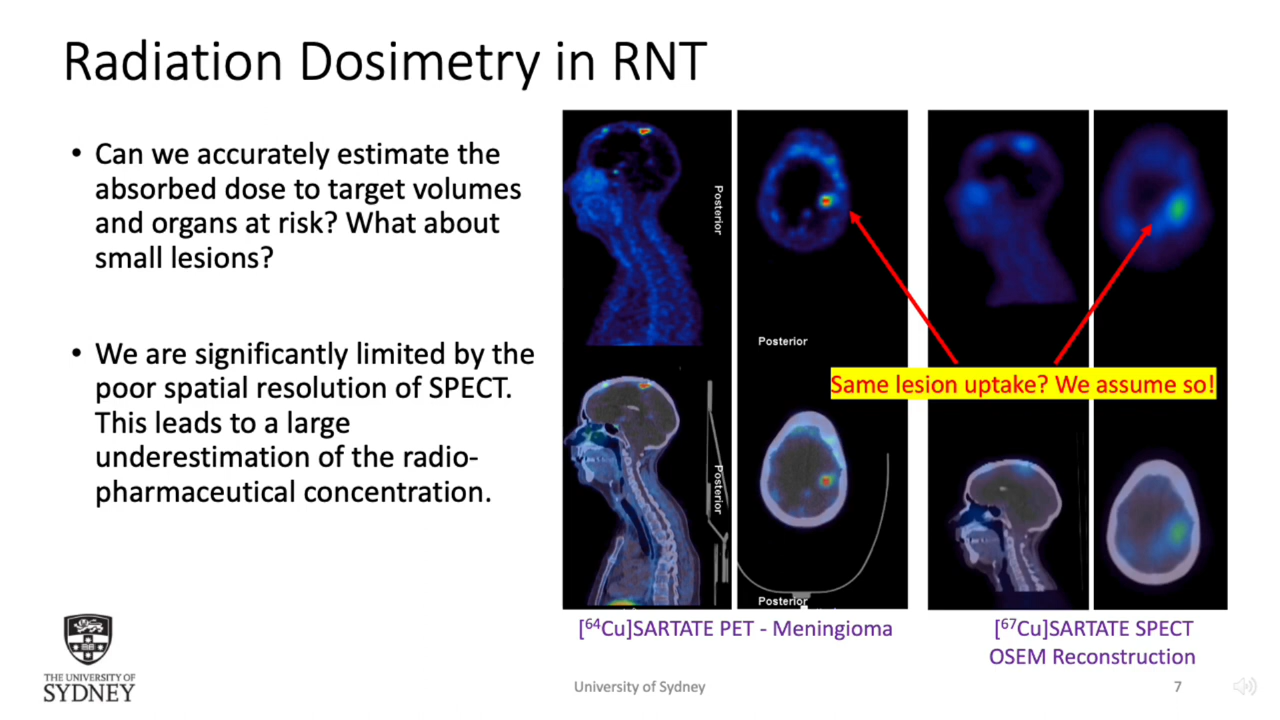 Radiation Dosimetry in RNT
• Can we accurately estimate the
absorbed dose to target volumes
and organs at risk? What about
small lesions?
• We are significantly limited by the
poor spatial resolution of SPECT.
This leads to a large
underestimation of the radio-
pharmaceutical concentration.
Posterior
Posterior
Posterior
Posterior
Same lesion uptake? We assume so!
[⁶⁴Cu]SARTATE PET - Meningioma
[⁶⁷Cu]SARTATE SPECT
OSEM Reconstruction
THE UNIVERSITY OF
SYDNEY
University of Sydney
7